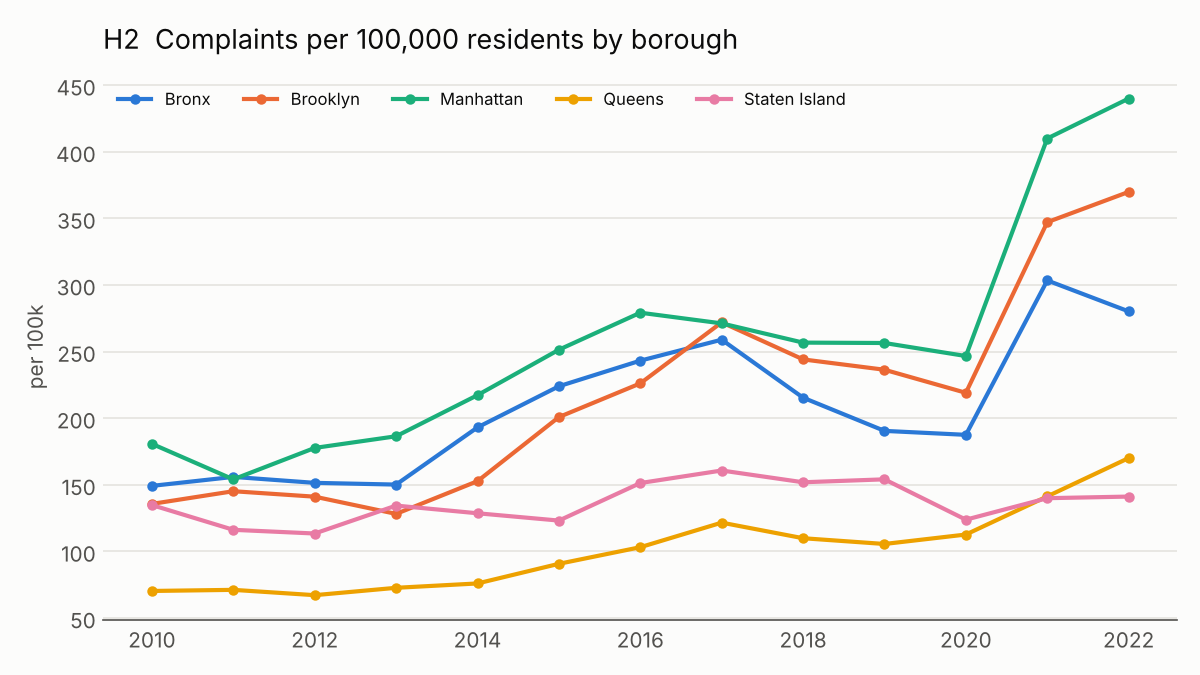 H2  Complaints per 100,000 residents by borough
Bronx Brooklyn Manhattan Queens Staten Island
450
400
350
300
250
200
150
100
50
per 100k
2010 2012 2014 2016 2018 2020 2022